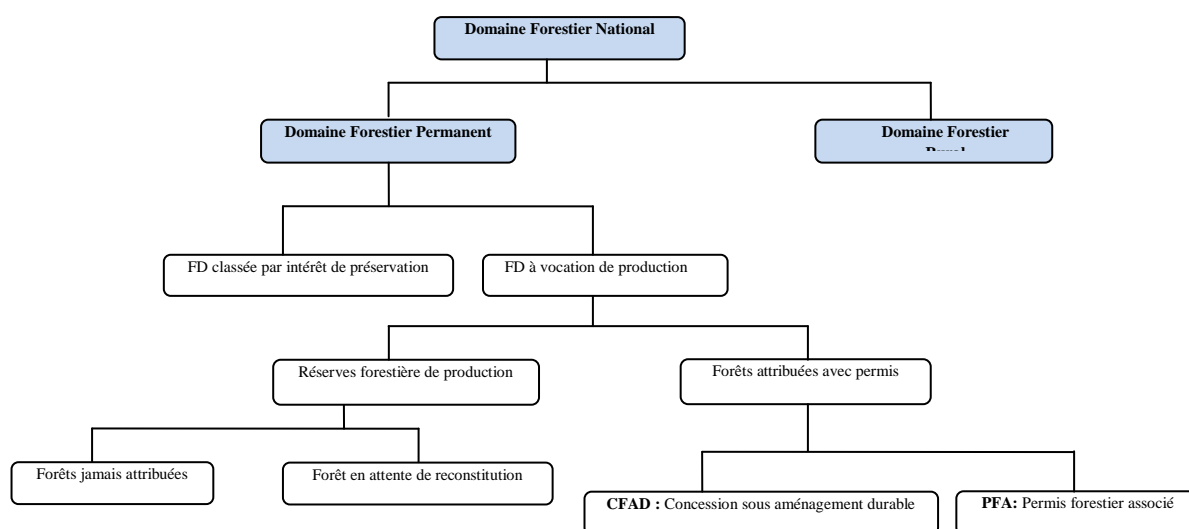 Domaine Forestier National
Domaine Forestier Permanent
Domaine Forestier
FD classée par intérêt de préservation
FD à vocation de production
Réserves forestière de production
Forêts attribuées avec permis
Forêts jamais attribuées
Forêt en attente de reconstitution
CFAD : Concession sous aménagement durable
PFA: Permis forestier associé